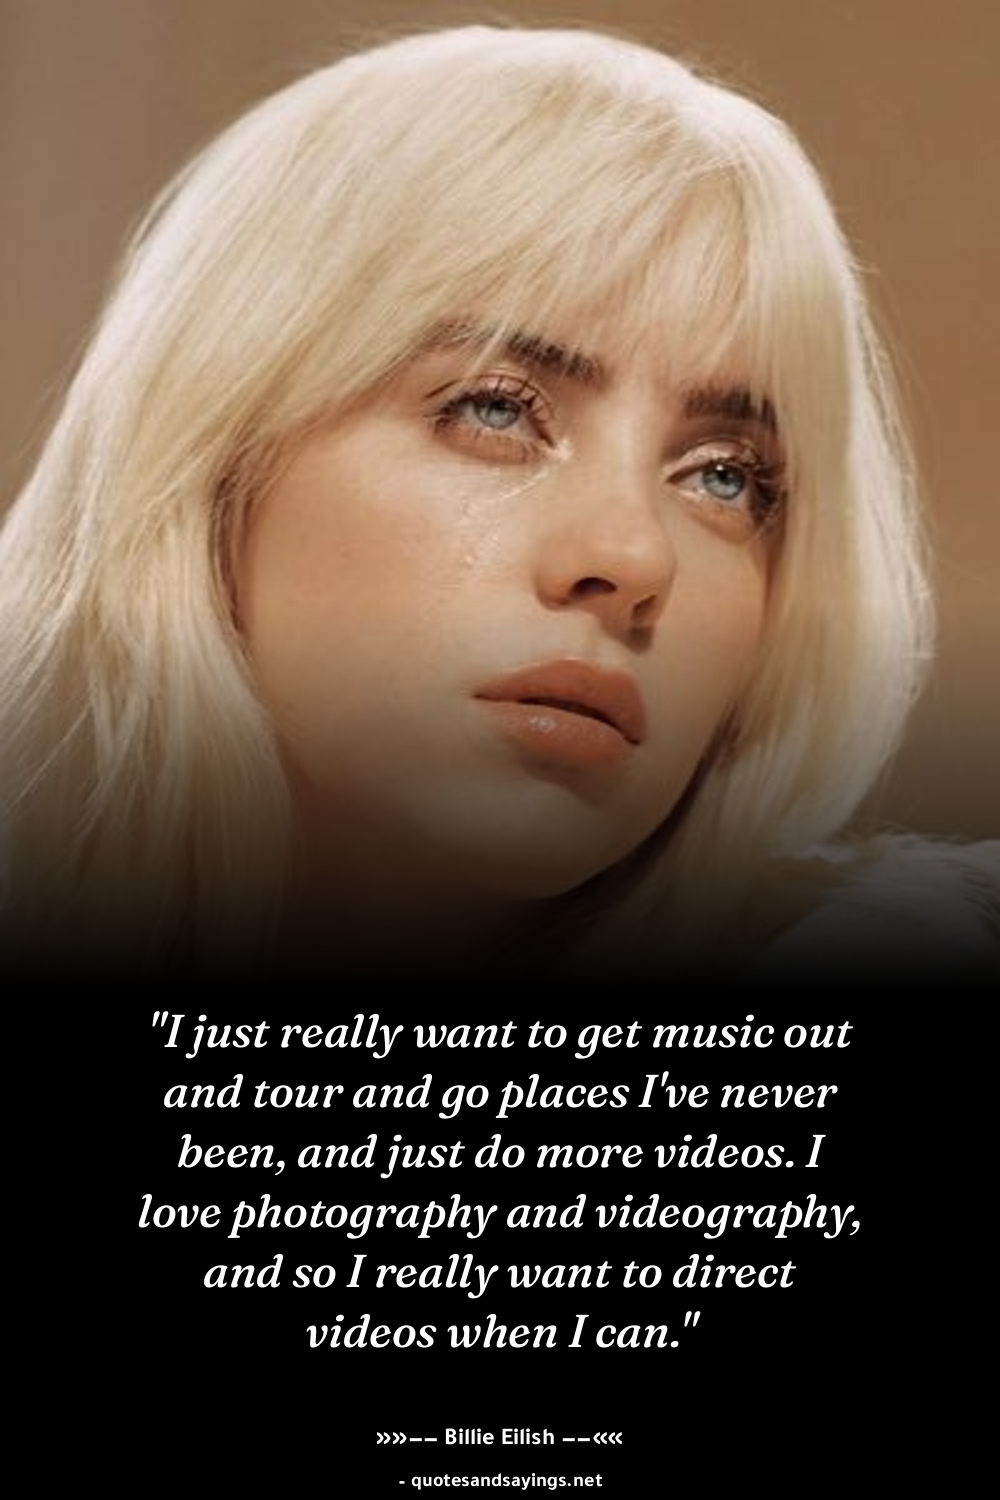 "I just really want to get music out
and tour and go places I've never
been, and just do more videos. I
love photography and videography,
and so I really want to direct
videos when I can."
»»–– Billie Eilish ––««
- quotesandsayings.net